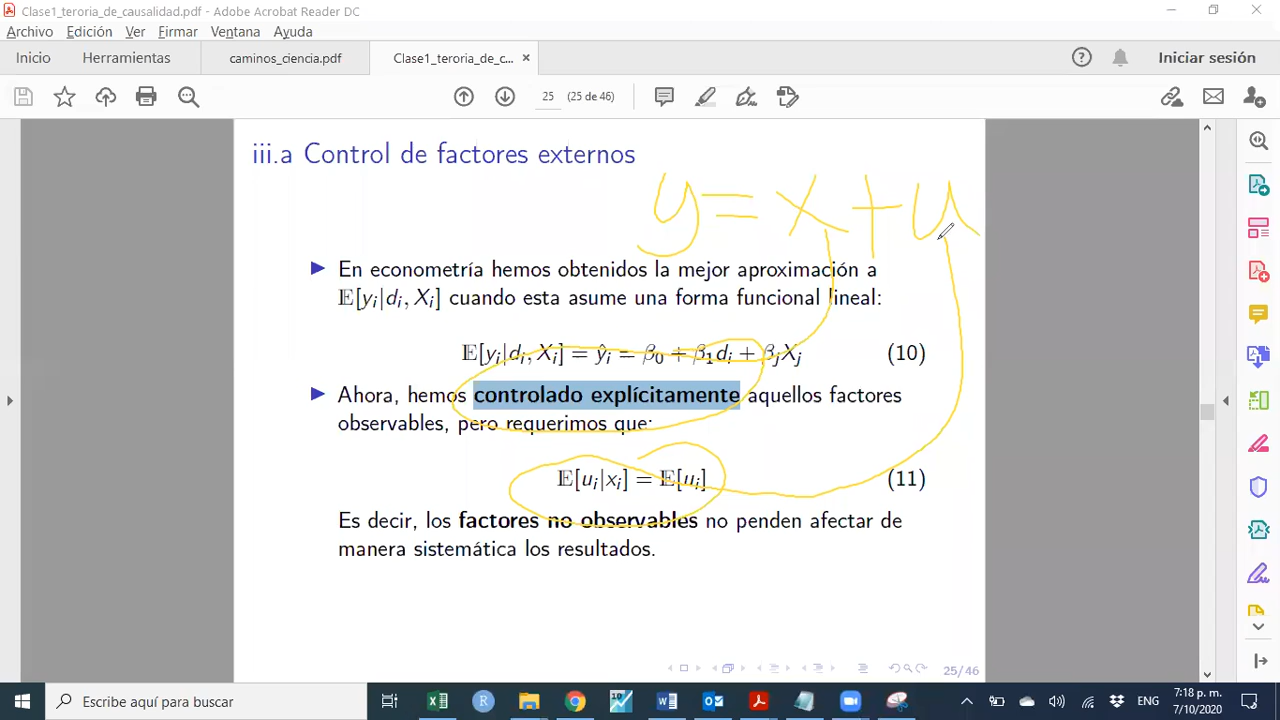 Clase1_teroria_de_causalidad.pdf - Adobe Acrobat Reader DC
Archivo Edición Ver Firmar Ventana Ayuda
Inicio Herramientas caminos_ciencia.pdf Clase1_teroria_de_c... × Iniciar sesión
25 (25 de 46)
iii.a Control de factores externos
y = x + u
▶ En econometría hemos obtenidos la mejor aproximación a
𝔼[yᵢ|dᵢ, Xᵢ] cuando esta asume una forma funcional lineal:
𝔼[yᵢ|dᵢ, Xᵢ] = ŷᵢ = β₀ + β₁dᵢ + βⱼXⱼ (10)
▶ Ahora, hemos controlado explícitamente aquellos factores
observables, pero requerimos que:
𝔼[uᵢ|xᵢ] = 𝔼[uᵢ] (11)
Es decir, los factores no observables no penden afectar de
manera sistemática los resultados.
25/46
Escribe aquí para buscar
ENG
7:18 p. m.
7/10/2020